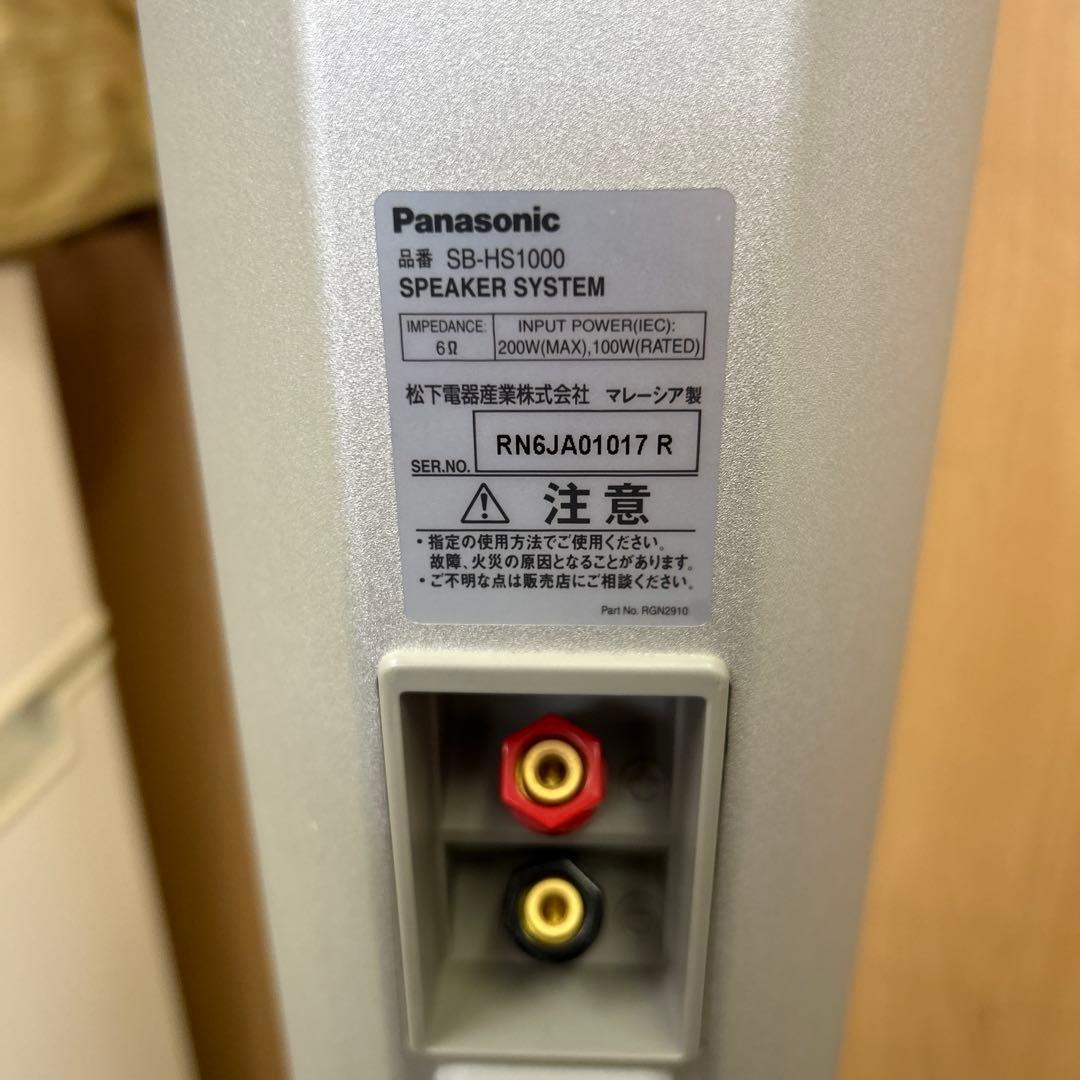 Panasonic
品番 SB-HS1000
SPEAKER SYSTEM
IMPEDANCE: INPUT POWER(IEC):
6Ω 200W(MAX),100W(RATED)
松下電器産業株式会社 マレーシア製
SER.NO. RN6JA01017 R
注意
・指定の使用方法でご使用ください。
故障、火災の原因となることがあります。
・ご不明な点は販売店にご相談ください。
Part No. RGN2910